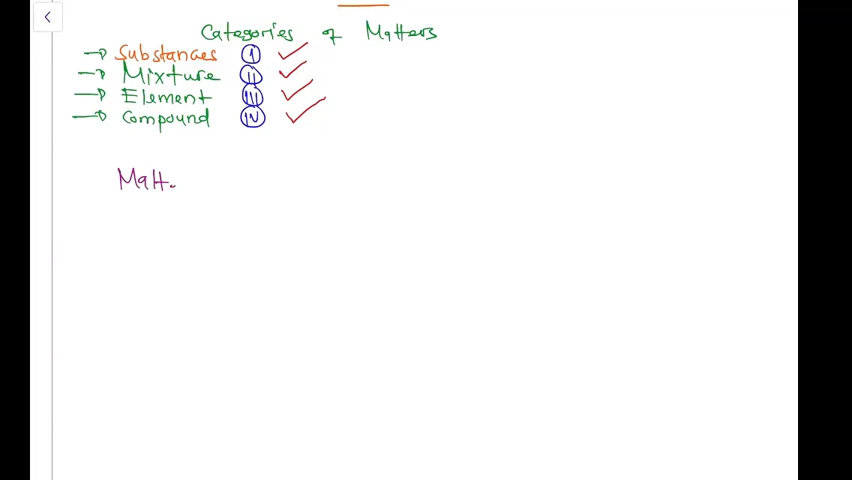 Categories of Matters
→ Substances I ✓
→ Mixture II ✓
→ Element III ✓
→ Compound IV ✓
Matt